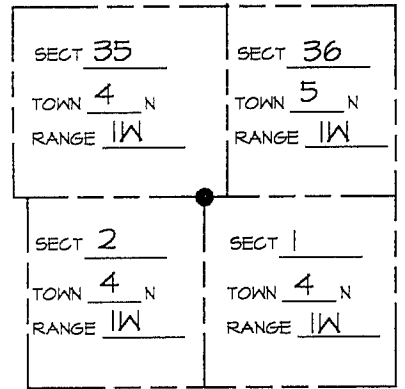 SECT 35
TOWN 4 N
RANGE 1W
SECT 36
TOWN 5 N
RANGE 1W
SECT 2
TOWN 4 N
RANGE 1W
SECT 1
TOWN 4 N
RANGE 1W